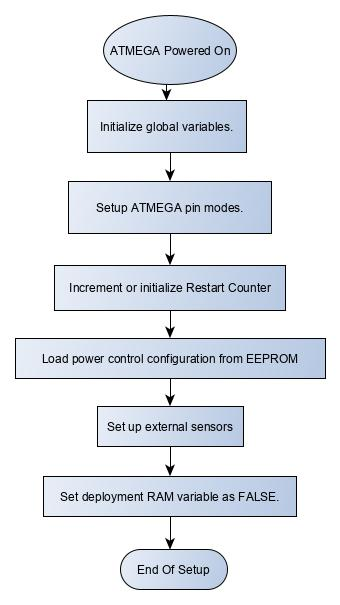 ATMEGA Powered On
Initialize global variables.
Setup ATMEGA pin modes.
Increment or initialize Restart Counter
Load power control configuration from EEPROM
Set up external sensors
Set deployment RAM variable as FALSE.
End Of Setup